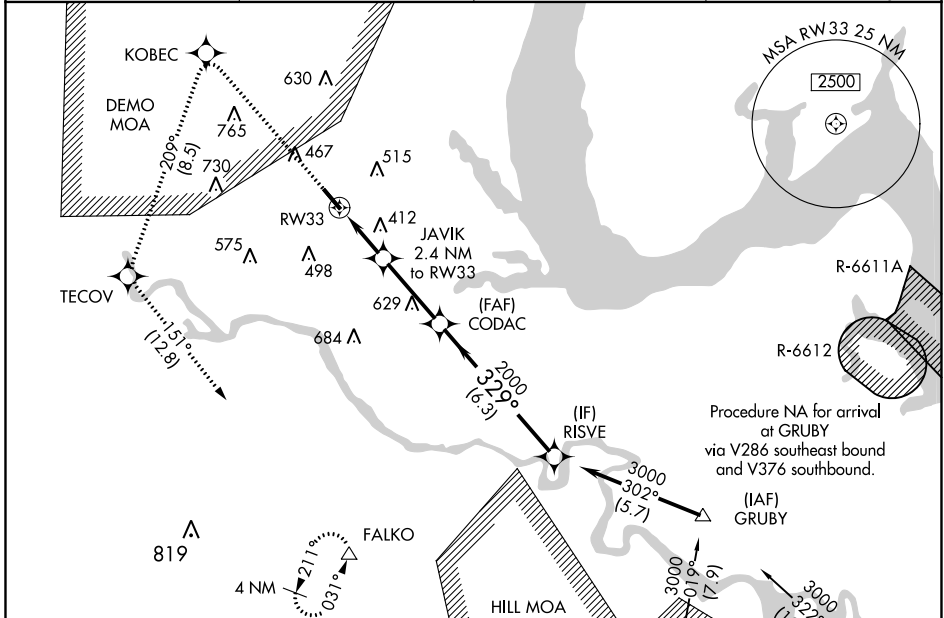 KOBEC
630
MSA RW33 25 NM
2500
DEMO
MOA
765
209°
(8.5)
730
467
515
RW33
412
JAVIK
2.4 NM
to RW33
575
498
R-6611A
TECOV
629
(FAF)
CODAC
151°
(12.8)
684
R-6612
2000
329°
(6.3)
(IF)
RISVE
Procedure NA for arrival
at GRUBY
via V286 southeast bound
and V376 southbound.
3000
302°
(5.7)
(IAF)
GRUBY
819
FALKO
211°
031°
4 NM
3000
019°
(7.9)
3000
322°
HILL MOA